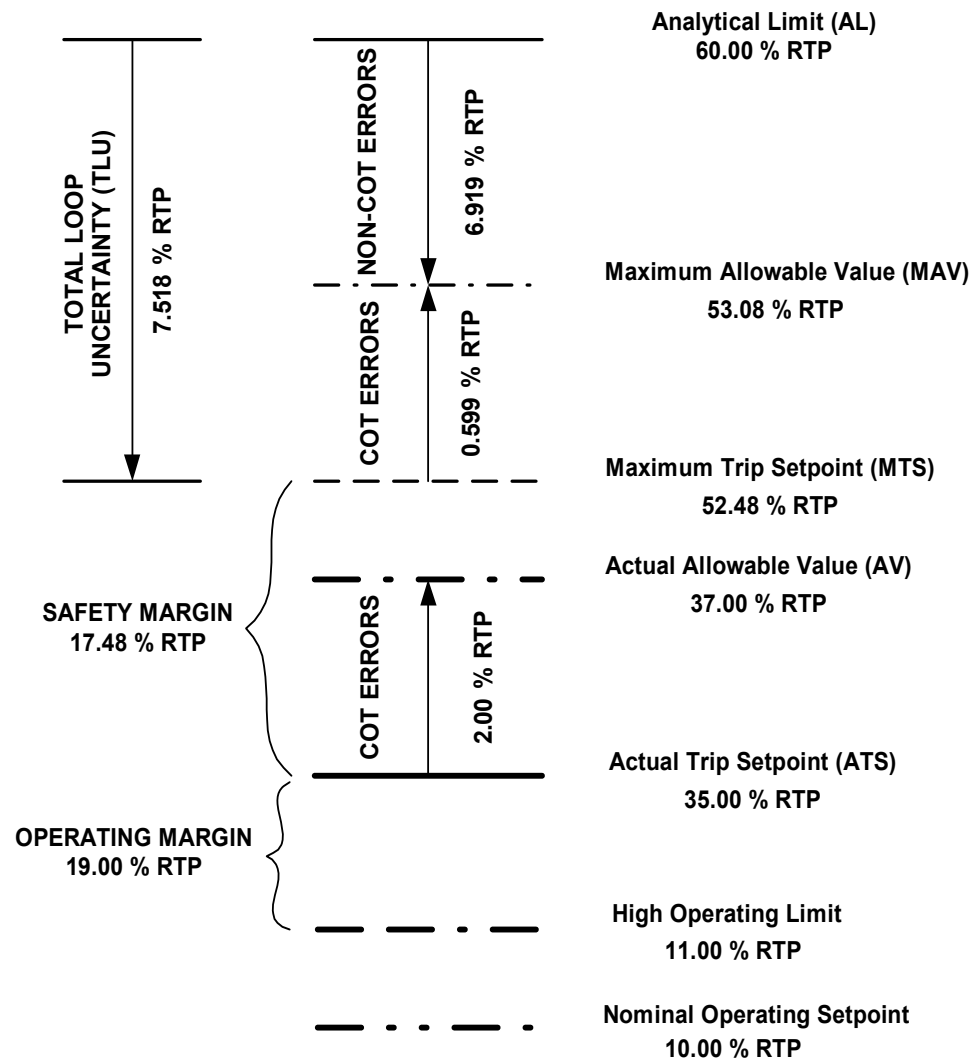 Analytical Limit (AL)
60.00 % RTP
TOTAL LOOP
UNCERTAINTY (TLU)
7.518 % RTP
NON-COT ERRORS
6.919 % RTP
Maximum Allowable Value (MAV)
53.08 % RTP
COT ERRORS
0.599 % RTP
Maximum Trip Setpoint (MTS)
52.48 % RTP
Actual Allowable Value (AV)
37.00 % RTP
SAFETY MARGIN
17.48 % RTP
COT ERRORS
2.00 % RTP
Actual Trip Setpoint (ATS)
35.00 % RTP
OPERATING MARGIN
19.00 % RTP
High Operating Limit
11.00 % RTP
Nominal Operating Setpoint
10.00 % RTP